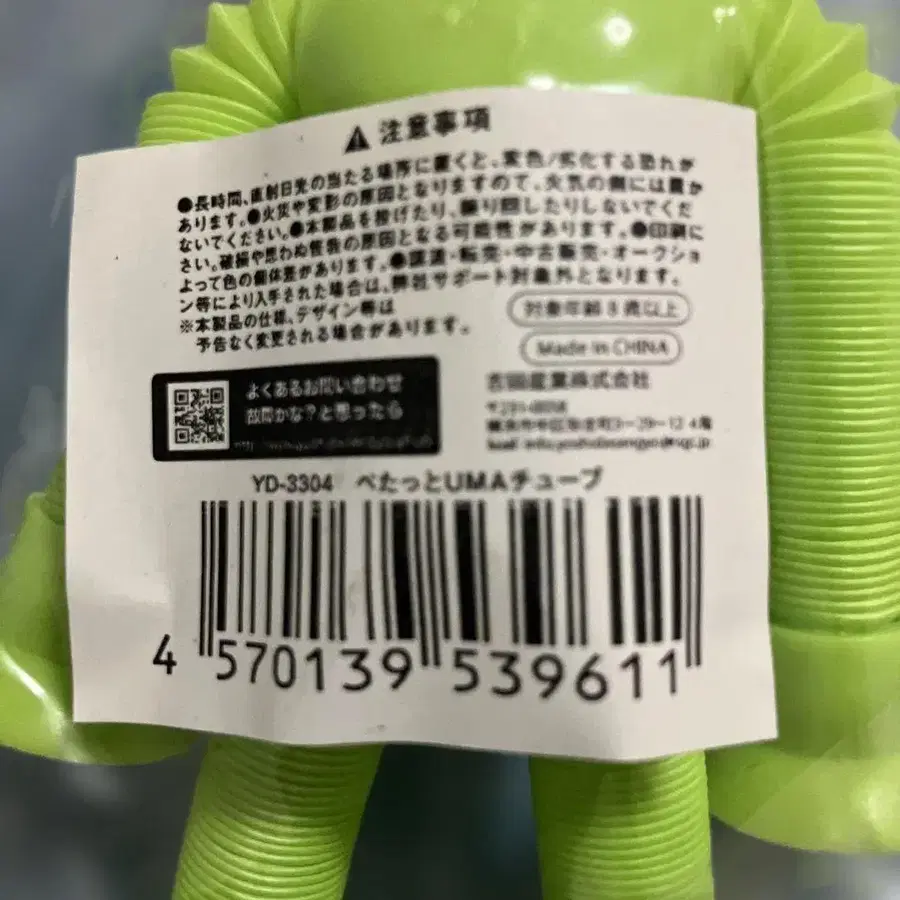 注意事項
●長時間、直射日光の当たる場所に置くと、変色/劣化する恐れが
あります。●火災や変形の原因となりますので、火気の側には置か
ないでください。●本製品を投げたり、振り回したりしないでくだ
さい。破損や思わぬ怪我の原因となる可能性があります。●印刷に
よって色の個体差があります。●譲渡・転売・中古販売・オークショ
ン等により入手された場合は、弊社サポート対象外となります。
※本製品の仕様、デザイン等は
予告なく変更される場合があります。
対象年齢8歳以上
Made in CHINA
よくあるお問い合わせ
故障かな?と思ったら
吉田産業株式会社
〒231-0058
4階
YD-3304 ぺたっとUMAチューブ
4 570139 539611